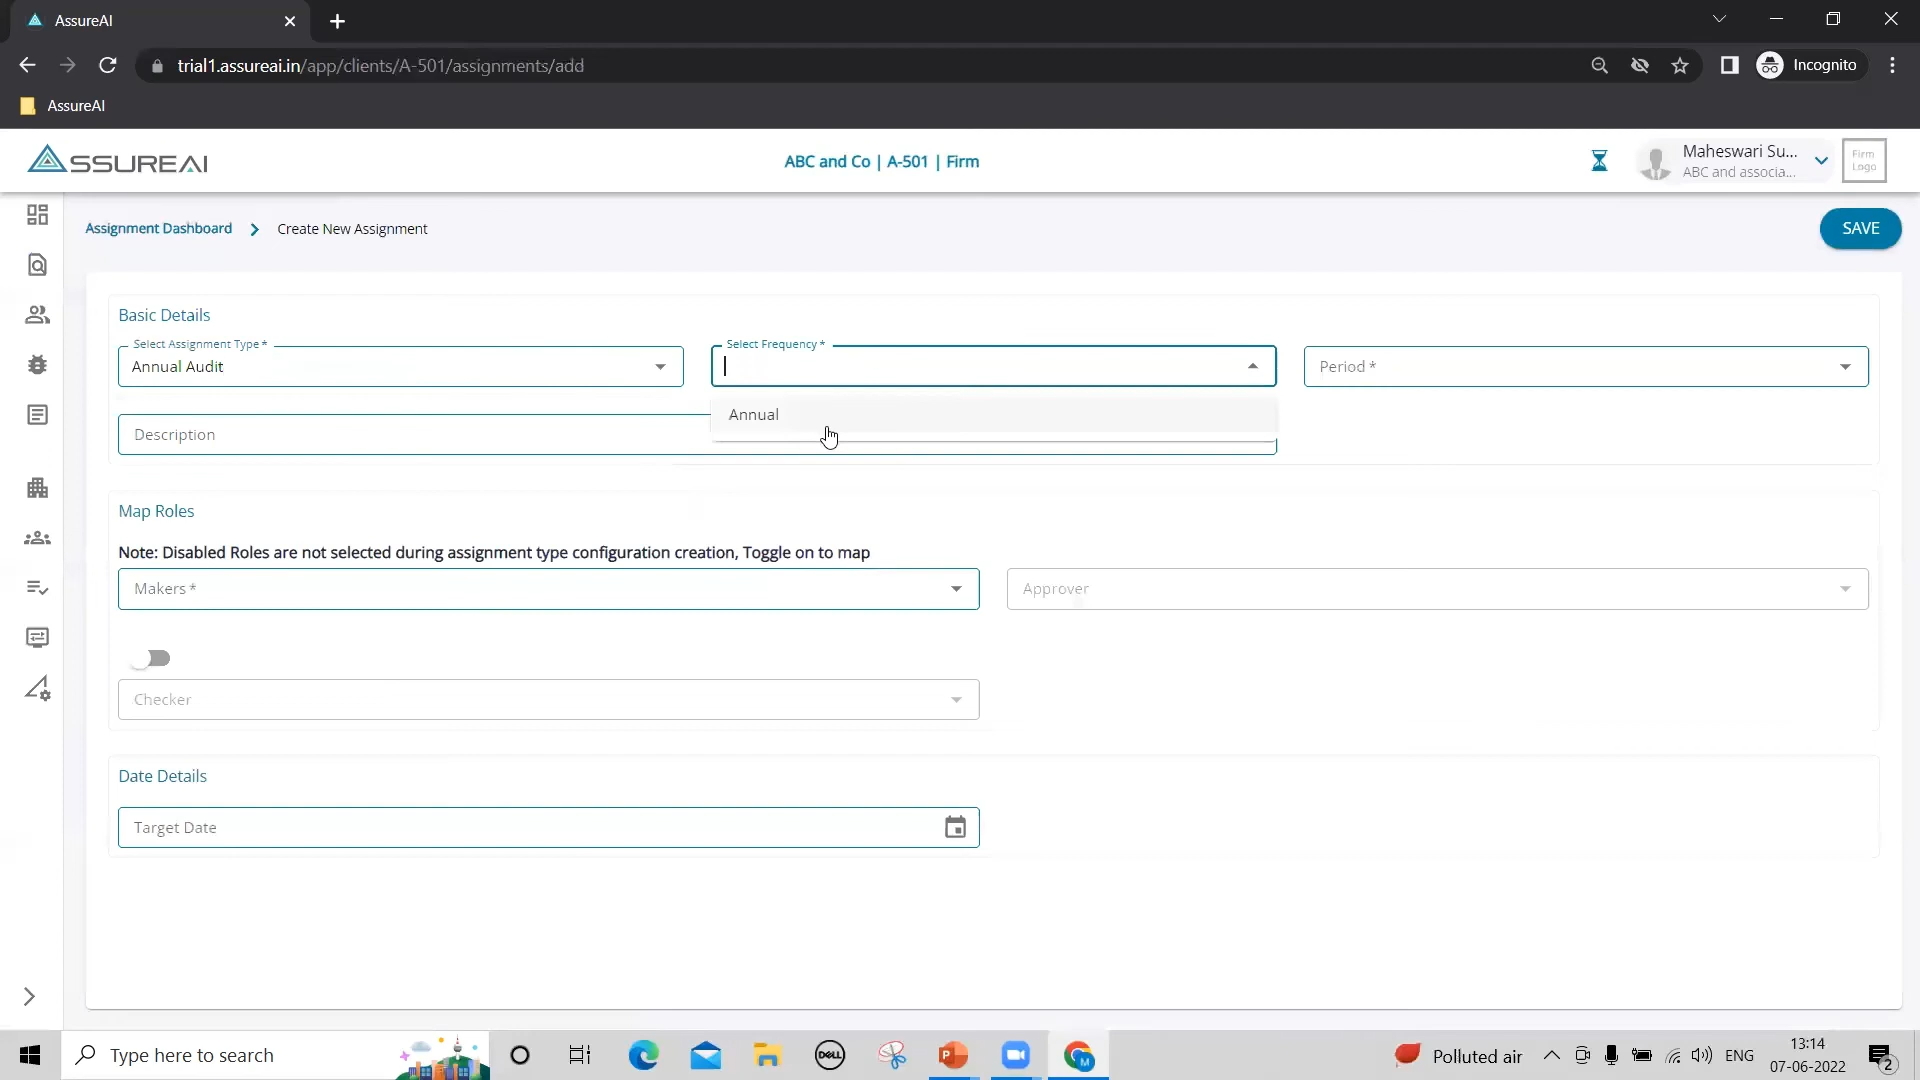 AssureAI
trial1.assureai.in/app/clients/A-501/assignments/add
Incognito
AssureAI
ASSUREAI
ABC and Co | A-501 | Firm
Maheswari Su...
ABC and associa...
Firm
Logo
Assignment Dashboard
Create New Assignment
SAVE
Basic Details
Select Assignment Type *
Annual Audit
Select Frequency *
Period *
Annual
Description
Map Roles
Note: Disabled Roles are not selected during assignment type configuration creation, Toggle on to map
Makers *
Approver
Checker
Date Details
Target Date
Type here to search
DELL
P
M
Polluted air
ENG
13:14
07-06-2022
2